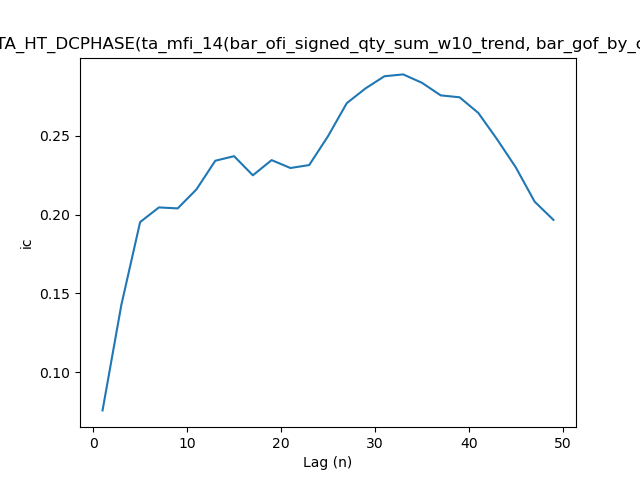 TA_HT_DCPHASE(ta_mfi_14(bar_ofi_signed_qty_sum_w10_trend, bar_gof_by_
0.25
0.20
0.15
0.10
ic
0 10 20 30 40 50
Lag (n)